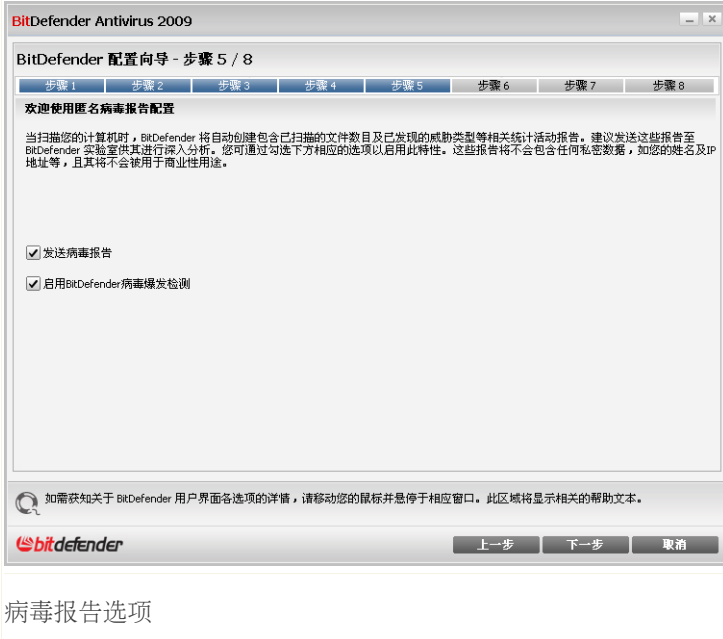 BitDefender Antivirus 2009
BitDefender 配置向导 - 步骤 5 / 8
步骤 1 步骤 2 步骤 3 步骤 4 步骤 5 步骤 6 步骤 7 步骤 8
欢迎使用匿名病毒报告配置
当扫描您的计算机时，BitDefender 将自动创建包含已扫描的文件数目及已发现的威胁类型等相关统计活动报告。建议发送这些报告至
BitDefender 实验室供其进行深入分析。您可通过勾选下方相应的选项以启用此特性。这些报告将不会包含任何私密数据，如您的姓名及IP
地址等，且其将不会被用于商业性用途。
发送病毒报告
启用BitDefender病毒爆发检测
如需获知关于 BitDefender 用户界面各选项的详情，请移动您的鼠标并悬停于相应窗口。此区域将显示相关的帮助文本。
bitdefender 上一步 下一步 取消
病毒报告选项